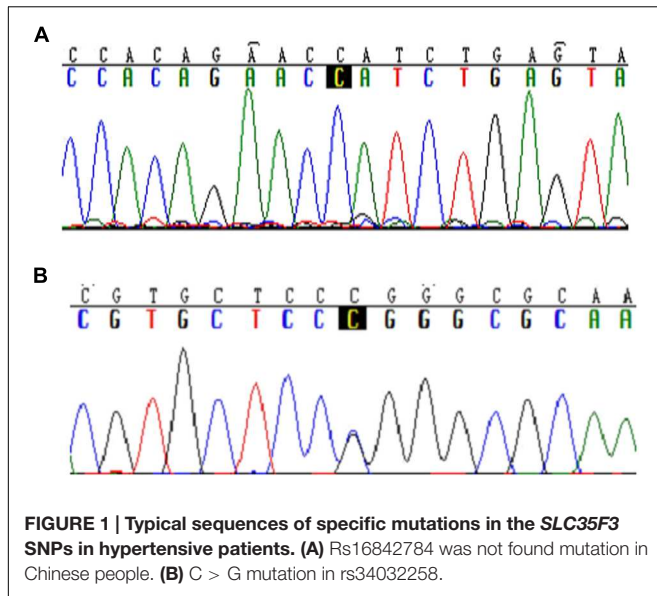 A
C C A C A G A A C C A T C T G A G T A
C C A C A G A A C C A T C T G A G T A
B
C G T G C T C C C G G G C G C A A
C G T G C T C C C G G G C G C A A
FIGURE 1 | Typical sequences of specific mutations in the SLC35F3
SNPs in hypertensive patients. (A) Rs16842784 was not found mutation in
Chinese people. (B) C > G mutation in rs34032258.